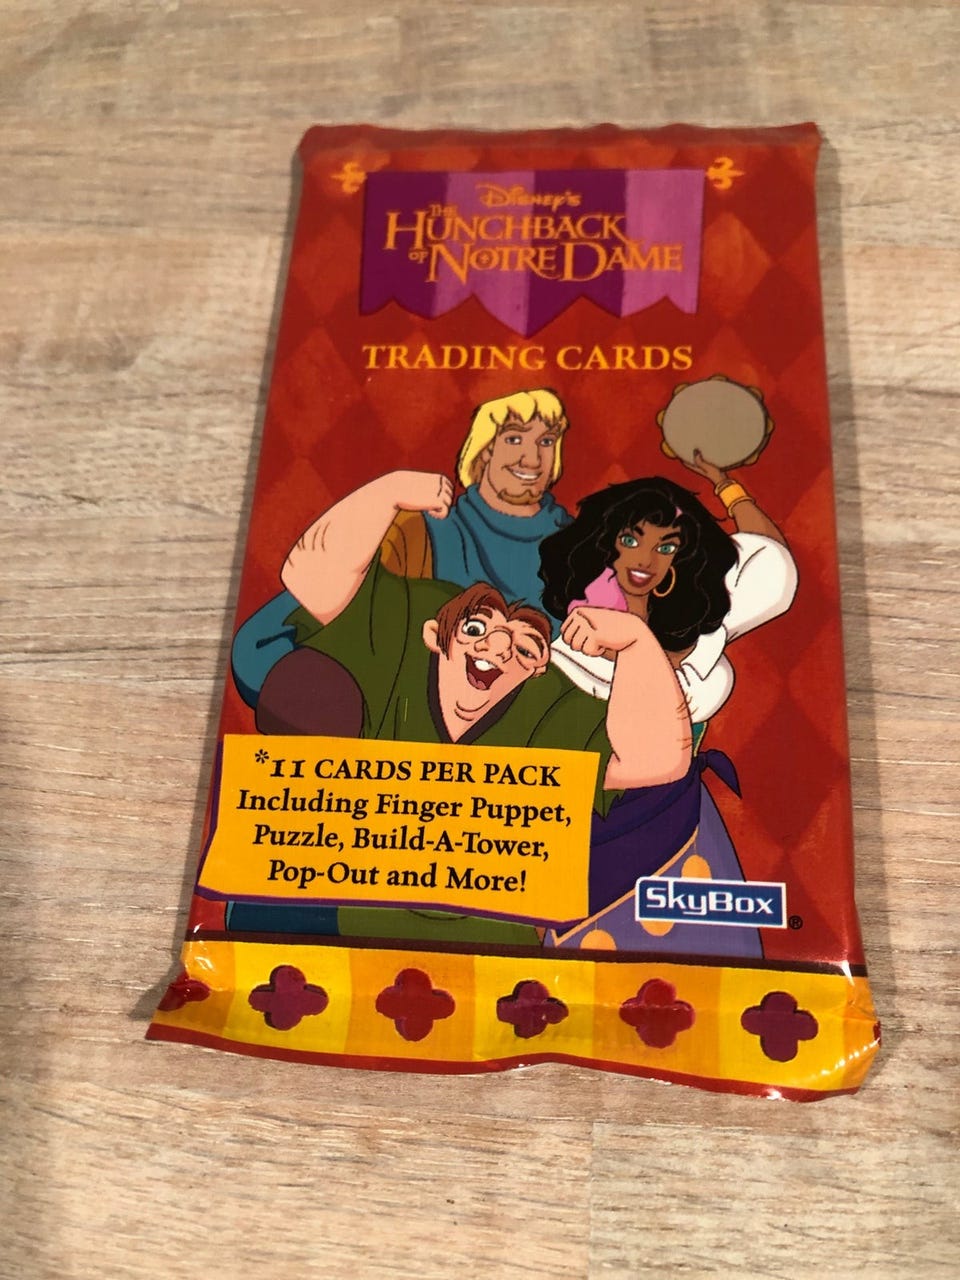 Disney's
THE
HUNCHBACK
OF NOTRE DAME
TRADING CARDS
*11 CARDS PER PACK
Including Finger Puppet,
Puzzle, Build-A-Tower,
Pop-Out and More!
SkyBox®